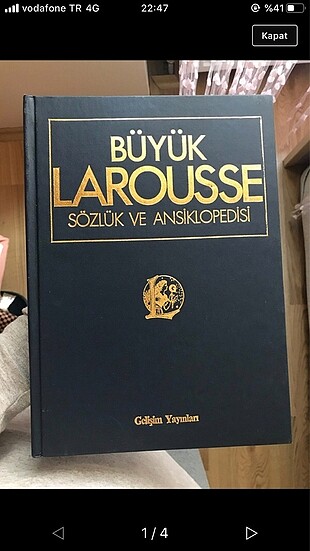 vodafone TR 4G 22:47 %41
Kapat
BÜYÜK
LAROUSSE
SÖZLÜK VE ANSİKLOPEDİSİ
Gelişim Yayınları
1 / 4